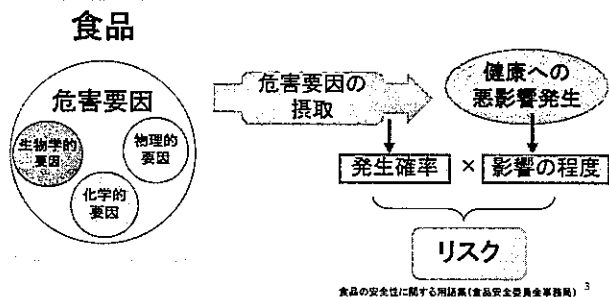 食品
危害要因
生物学的
要因
物理的
要因
化学的
要因
危害要因の
摂取
健康への
悪影響発生
発生確率 × 影響の程度
リスク
食品の安全性に関する用語集(食品安全委員会事務局)
3